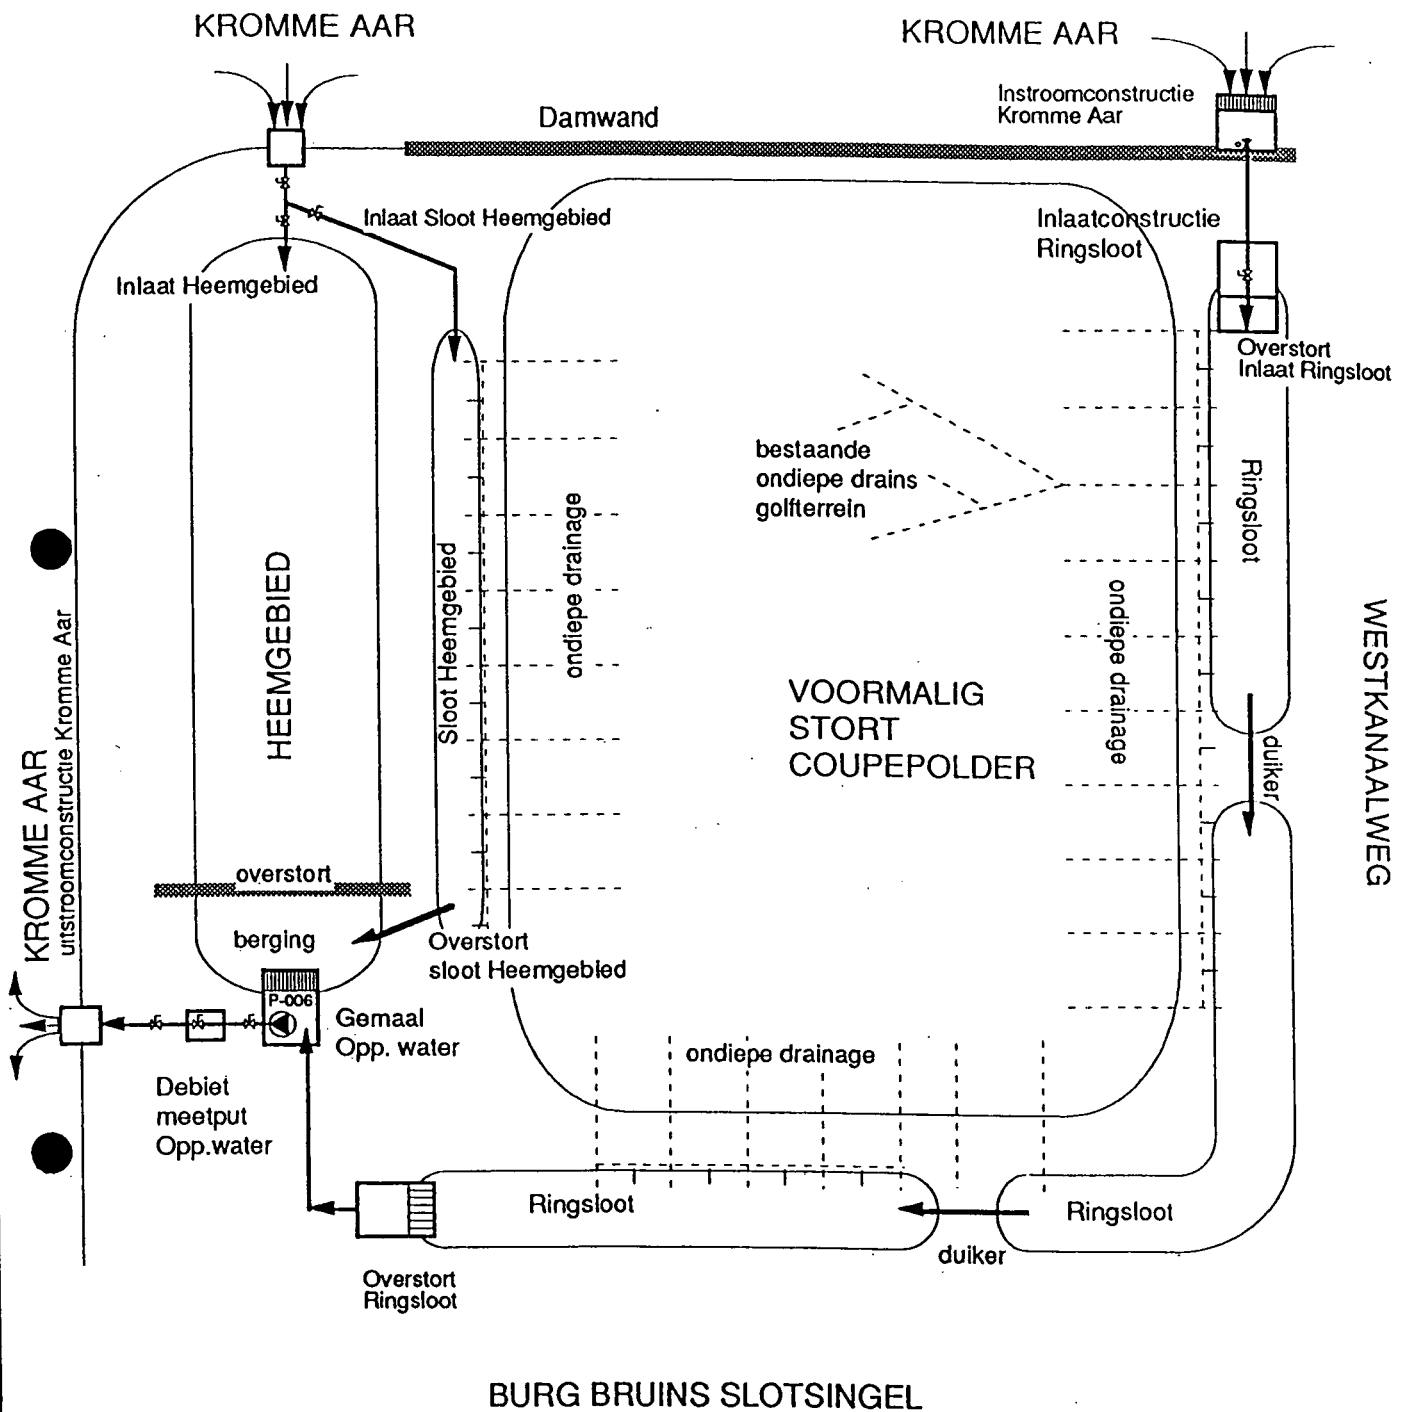 KROMME AAR
KROMME AAR
Instroomconstructie
Kromme Aar
Damwand
Inlaat Sloot Heemgebied
Inlaatconstructie
Ringsloot
Inlaat Heemgebied
Overstort
Inlaat Ringsloot
bestaande
ondiepe drains
golfterrein
Ringsloot
ondiepe drainage
Sloot Heemgebied
HEEMGEBIED
ondiepe drainage
WESTKANAALWEG
VOORMALIG
STORT
COUPEPOLDER
duiker
KROMME AAR
uitstroomconstructie Kromme Aar
overstort
berging
Overstort
sloot Heemgebied
P-006
Gemaal
Opp. water
ondiepe drainage
Debiet
meetput
Opp.water
Ringsloot
Ringsloot
duiker
Overstort
Ringsloot
BURG BRUINS SLOTSINGEL